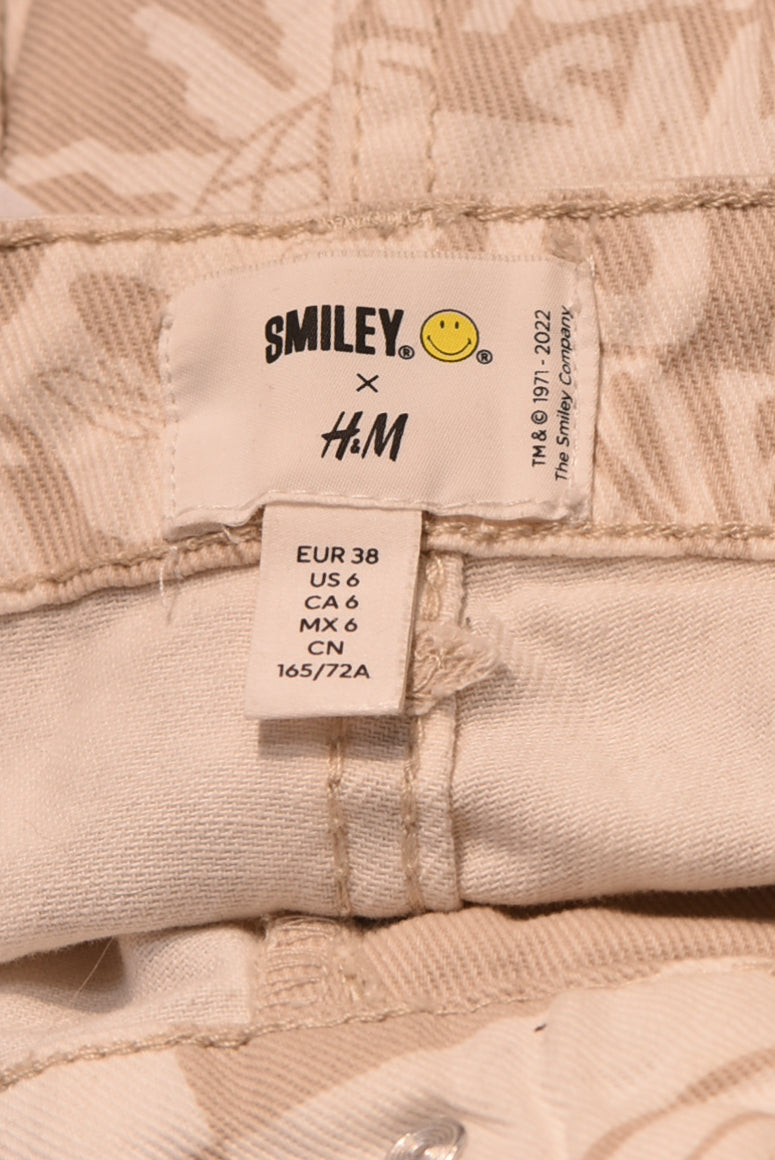 SMILEY®®
×
H&M
TM & © 1971 - 2022
The Smiley Company
EUR 38
US 6
CA 6
MX 6
CN
165/72A